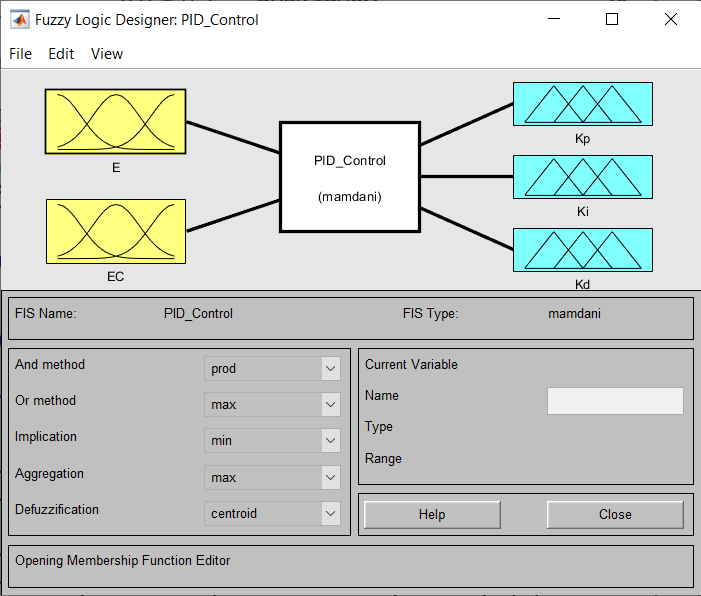 Fuzzy Logic Designer: PID_Control
File Edit View
E
EC
PID_Control
(mamdani)
Kp
Ki
Kd
FIS Name: PID_Control FIS Type: mamdani
And method prod
Or method max
Implication min
Aggregation max
Defuzzification centroid
Current Variable
Name
Type
Range
Help Close
Opening Membership Function Editor